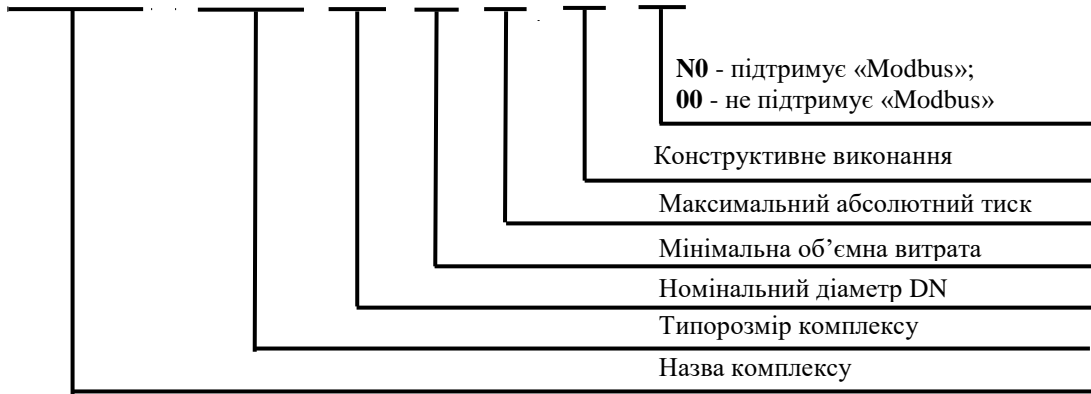 N0 - підтримує «Modbus»;
00 - не підтримує «Modbus»
Конструктивне виконання
Максимальний абсолютний тиск
Мінімальна об’ємна витрата
Номінальний діаметр DN
Типорозмір комплексу
Назва комплексу